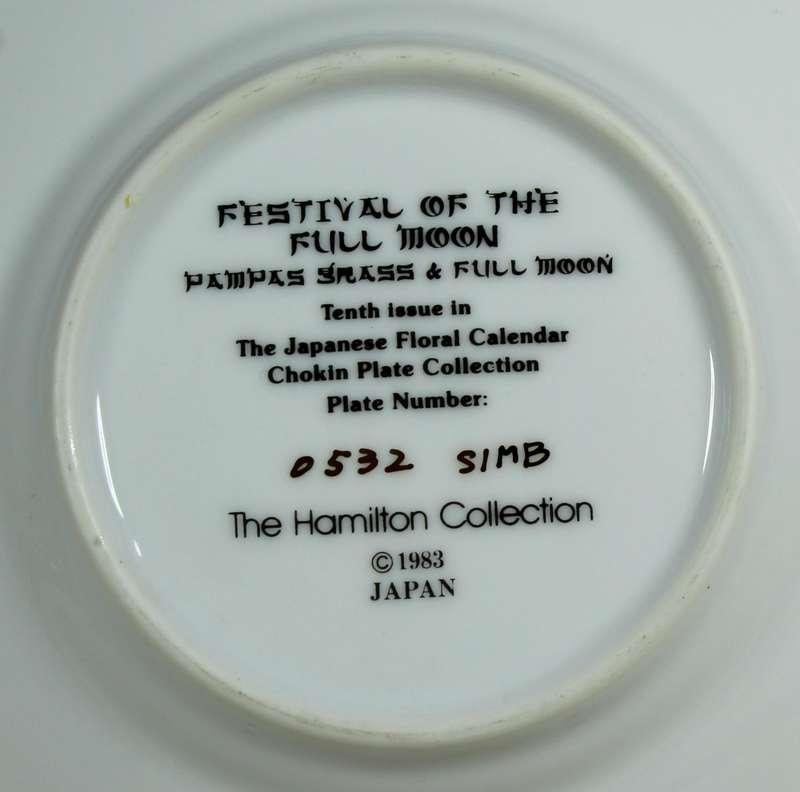 FESTIVAL OF THE
FULL MOON
PAMPAS GRASS & FULL MOON
Tenth issue in
The Japanese Floral Calendar
Chokin Plate Collection
Plate Number:
0532 SIMB
The Hamilton Collection
©1983
JAPAN